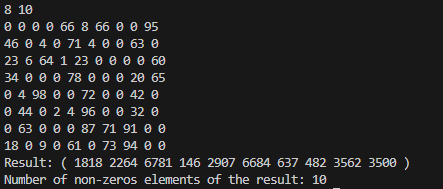 8 10
0 0 0 0 66 8 66 0 0 95
46 0 4 0 71 4 0 0 63 0
23 6 64 1 23 0 0 0 0 60
34 0 0 0 78 0 0 0 20 65
0 4 98 0 0 72 0 0 42 0
0 44 0 2 4 96 0 0 32 0
0 63 0 0 0 87 71 91 0 0
18 0 9 0 61 0 73 94 0 0
Result: ( 1818 2264 6781 146 2907 6684 637 482 3562 3500 )
Number of non-zeros elements of the result: 10